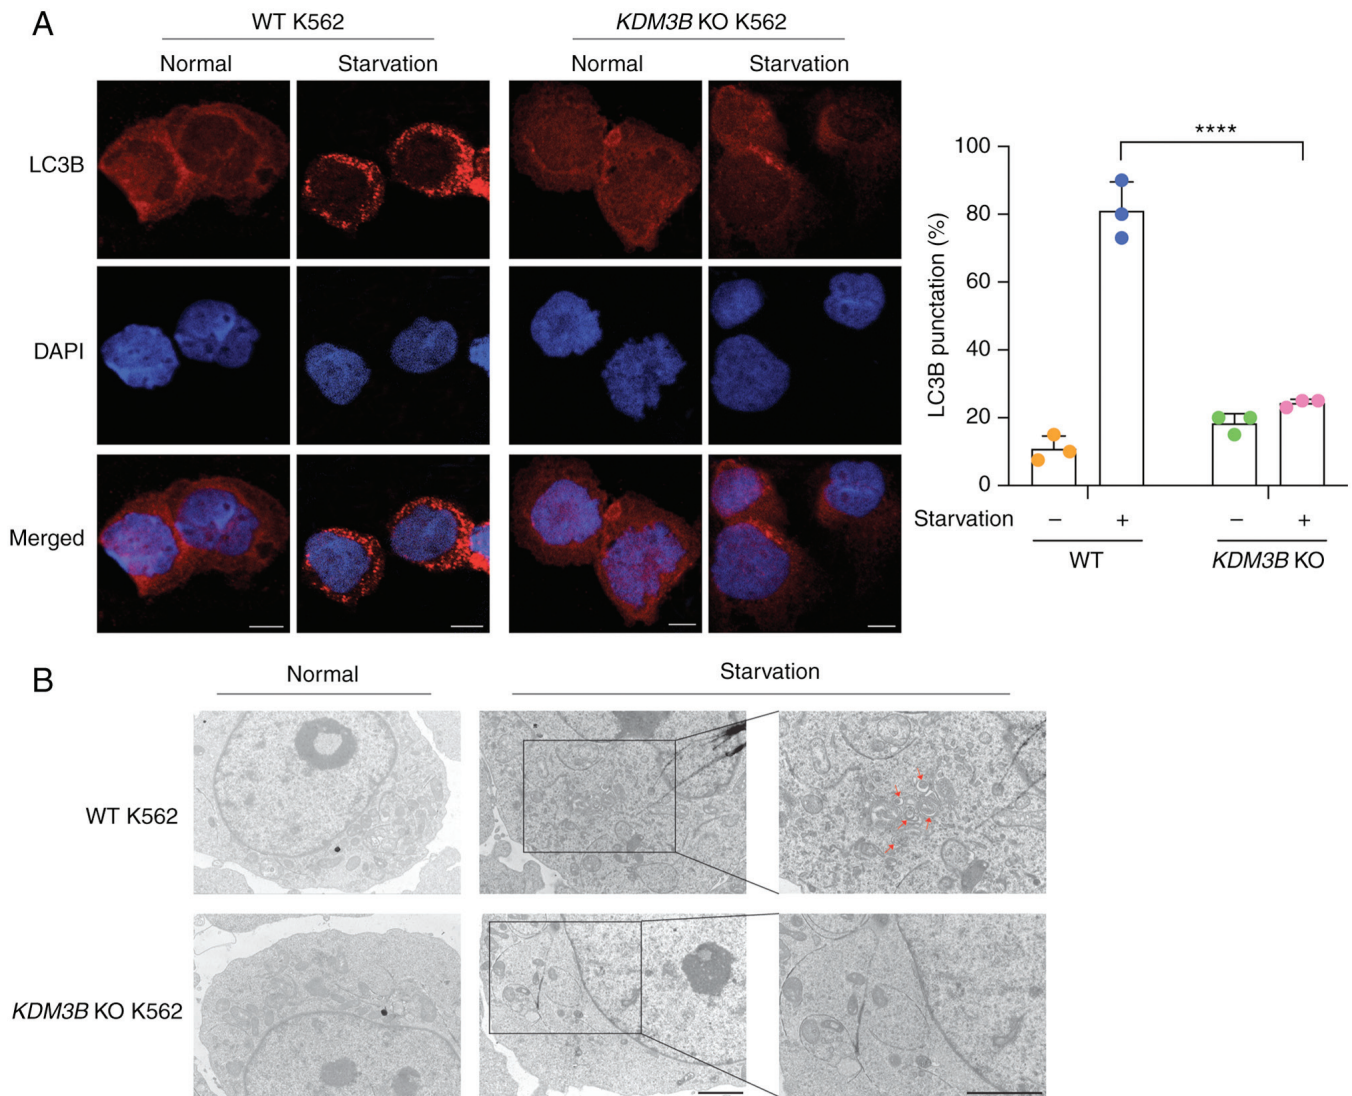 A
WT K562
KDM3B KO K562
Normal
Starvation
Normal
Starvation
LC3B
DAPI
Merged
****
LC3B punctation (%)
100
80
60
40
20
0
Starvation
− + − +
WT
KDM3B KO
B
Normal
Starvation
WT K562
KDM3B KO K562